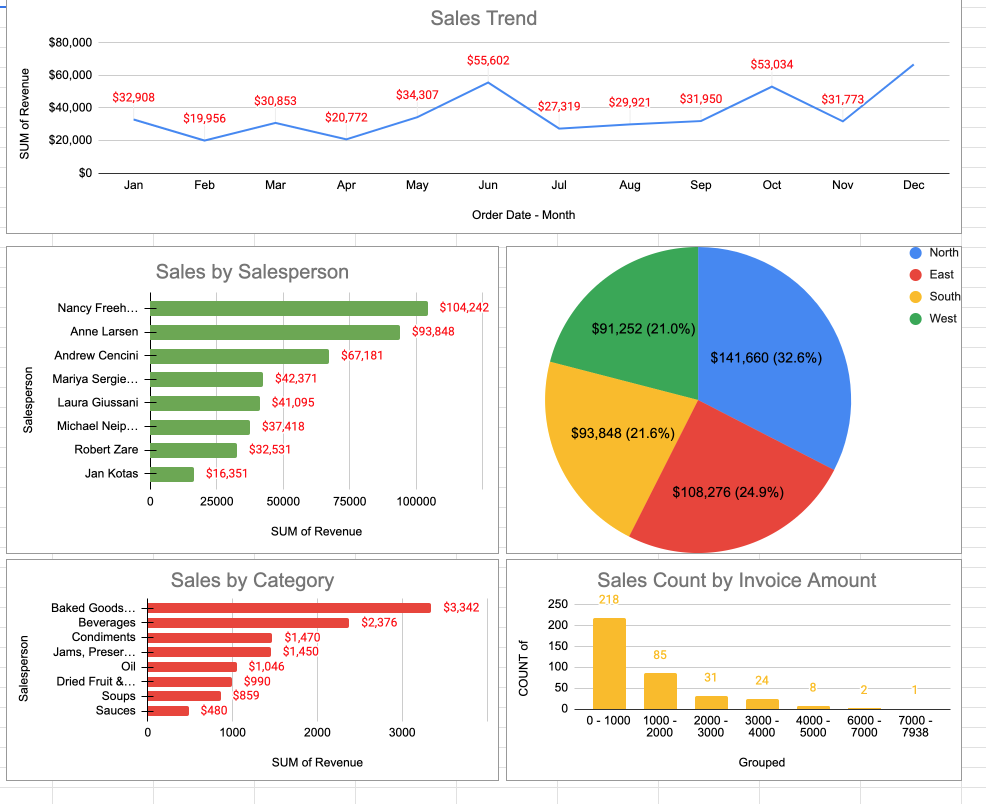 Sales Trend
$80,000
$60,000
$40,000
$20,000
$0
SUM of Revenue
$32,908
$19,956
$30,853
$20,772
$34,307
$55,602
$27,319
$29,921
$31,950
$53,034
$31,773
Jan Feb Mar Apr May Jun Jul Aug Sep Oct Nov Dec
Order Date - Month
Sales by Salesperson
Salesperson
Nancy Freeh... $104,242
Anne Larsen $93,848
Andrew Cencini $67,181
Mariya Sergie... $42,371
Laura Giussani $41,095
Michael Neip... $37,418
Robert Zare $32,531
Jan Kotas $16,351
0 25000 50000 75000 100000
SUM of Revenue
North
East
South
West
$91,252 (21.0%)
$141,660 (32.6%)
$93,848 (21.6%)
$108,276 (24.9%)
Sales by Category
Salesperson
Baked Goods... $3,342
Beverages $2,376
Condiments $1,470
Jams, Preser... $1,450
Oil $1,046
Dried Fruit &... $990
Soups $859
Sauces $480
0 1000 2000 3000
SUM of Revenue
Sales Count by Invoice Amount
COUNT of
250
200
150
100
50
0
218
85
31
24
8
2
1
0 - 1000
1000 - 2000
2000 - 3000
3000 - 4000
4000 - 5000
6000 - 7000
7000 - 7938
Grouped